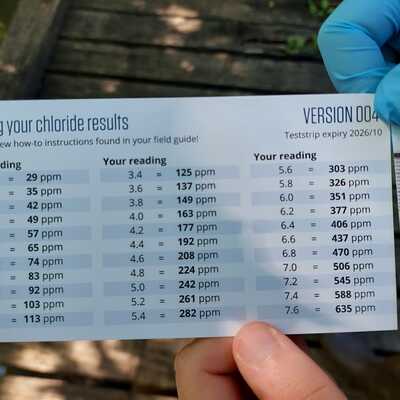 g your chloride results
VERSION 004
ew how-to instructions found in your field guide!
Teststrip expiry 2026/10
ding
= 29 ppm
= 35 ppm
= 42 ppm
= 49 ppm
= 57 ppm
= 65 ppm
= 74 ppm
= 83 ppm
= 92 ppm
= 103 ppm
= 113 ppm
Your reading
3.4 = 125 ppm
3.6 = 137 ppm
3.8 = 149 ppm
4.0 = 163 ppm
4.2 = 177 ppm
4.4 = 192 ppm
4.6 = 208 ppm
4.8 = 224 ppm
5.0 = 242 ppm
5.2 = 261 ppm
5.4 = 282 ppm
Your reading
5.6 = 303 ppm
5.8 = 326 ppm
6.0 = 351 ppm
6.2 = 377 ppm
6.4 = 406 ppm
6.6 = 437 ppm
6.8 = 470 ppm
7.0 = 506 ppm
7.2 = 545 ppm
7.4 = 588 ppm
7.6 = 635 ppm